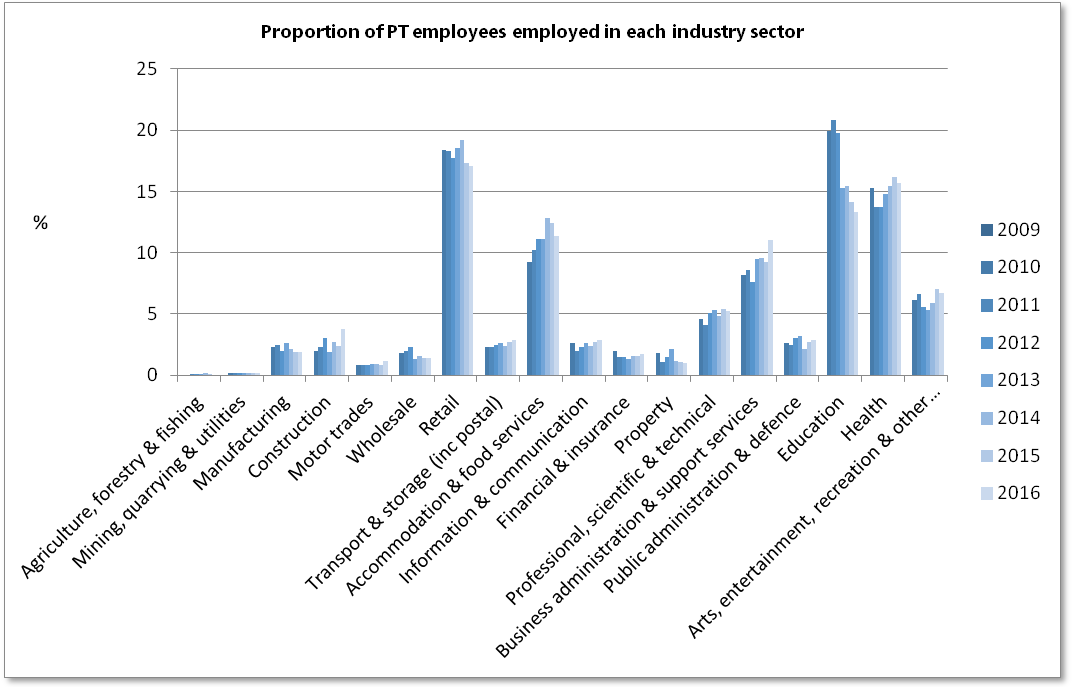 Proportion of PT employees employed in each industry sector
25
20
15
10
5
0
%
Agriculture, forestry & fishing
Mining, quarrying & utilities
Manufacturing
Construction
Motor trades
Wholesale
Retail
Transport & storage (inc postal)
Accommodation & food services
Information & communication
Financial & insurance
Property
Professional, scientific & technical
Business administration & support services
Public administration & defence
Education
Health
Arts, entertainment, recreation & other...
2009
2010
2011
2012
2013
2014
2015
2016